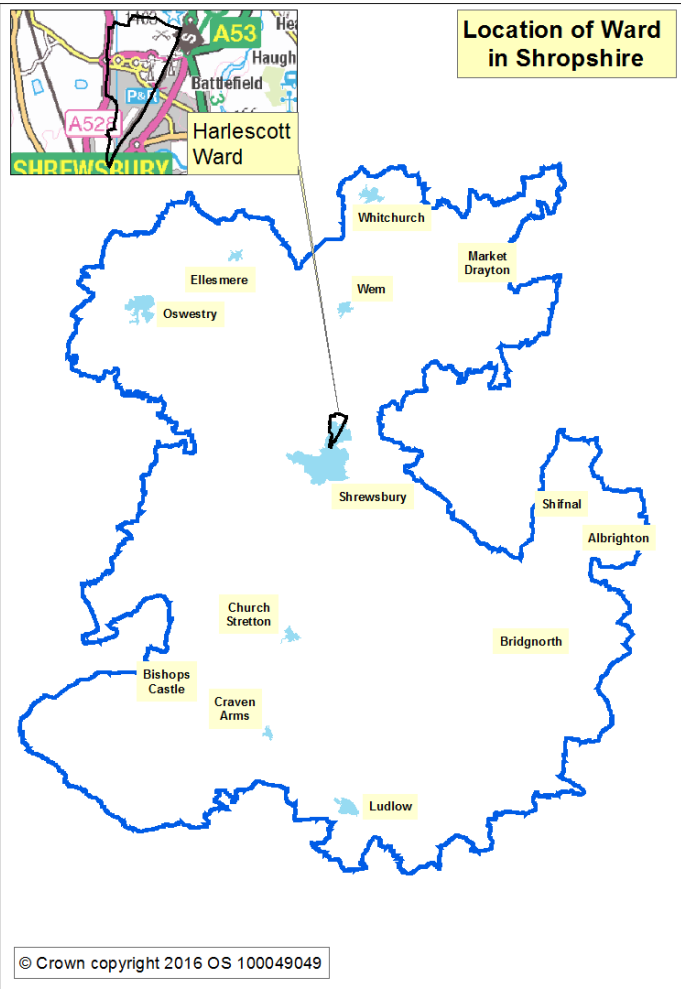 Location of Ward
in Shropshire
A53
Haugh
Battlefield
P&R
A528
SHREWSBURY
Harlescott
Ward
Whitchurch
Market
Drayton
Ellesmere
Wem
Oswestry
Shrewsbury
Shifnal
Albrighton
Church
Stretton
Bridgnorth
Bishops
Castle
Craven
Arms
Ludlow
© Crown copyright 2016 OS 100049049